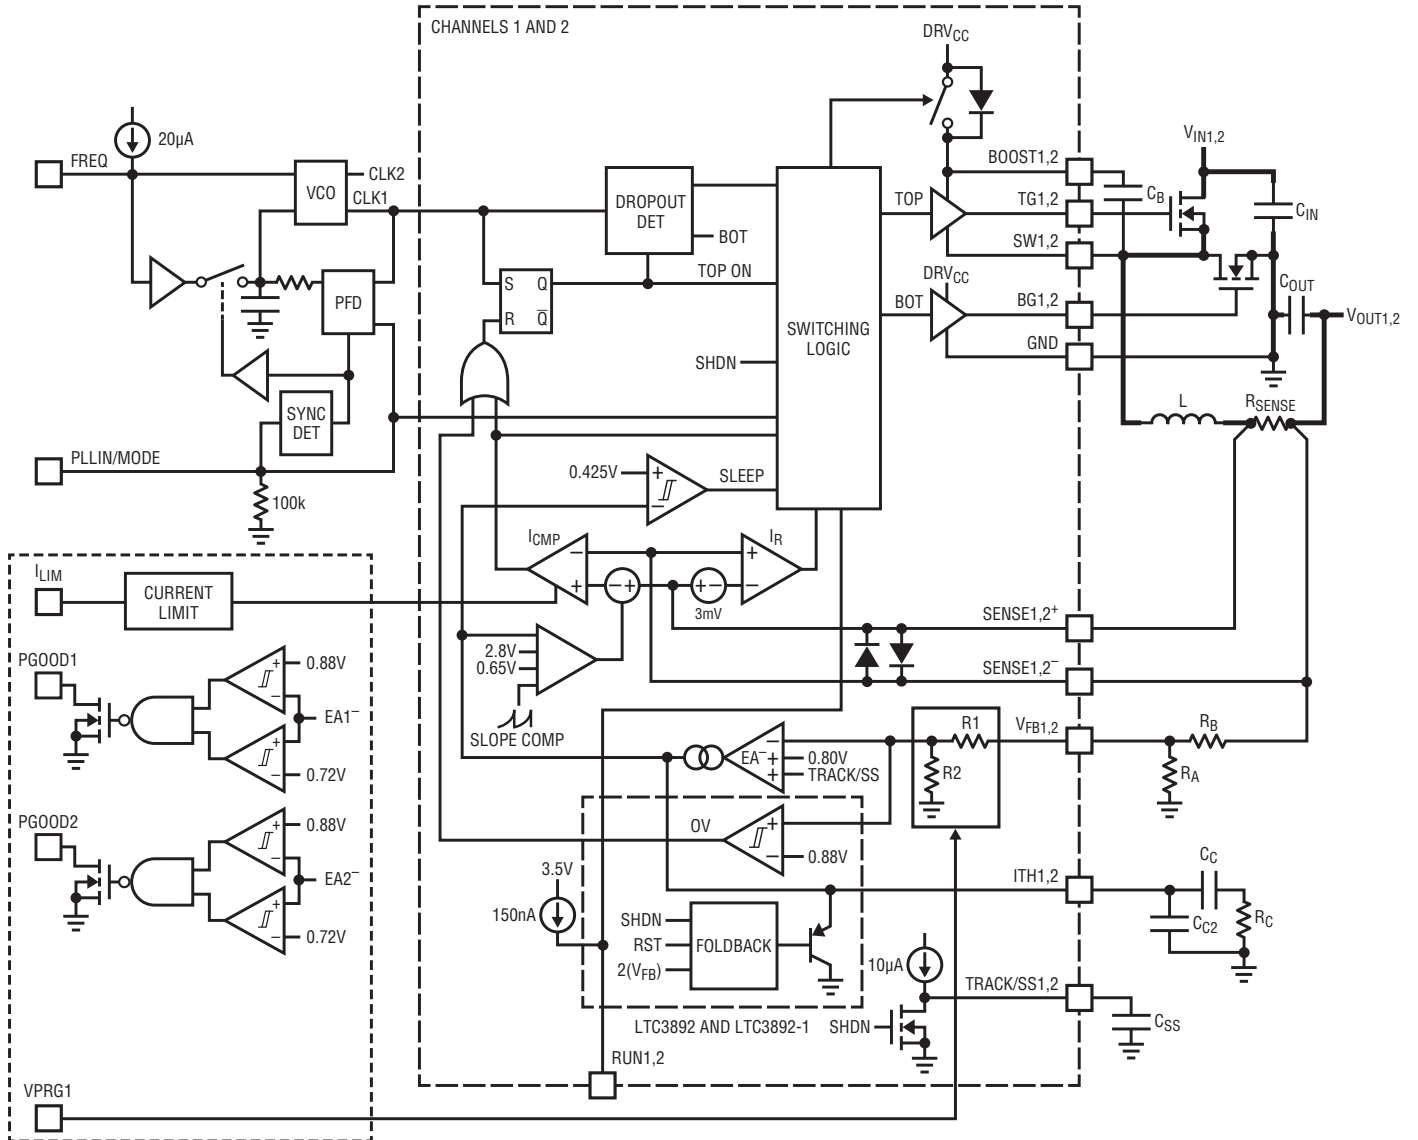 CHANNELS 1 AND 2
DRVCC
20µA
FREQ
VCO
CLK2
CLK1
DROPOUT
DET
BOT
TOP ON
S Q
R Q̅
PFD
SYNC
DET
PLLIN/MODE
100k
SWITCHING
LOGIC
SHDN
TOP
BOT
DRVCC
BOOST1,2
TG1,2
SW1,2
BG1,2
GND
VIN1,2
CB
CIN
COUT
VOUT1,2
L
RSENSE
0.425V
+
−
SLEEP
ICMP
−
+
− +
+ −
3mV
IR
+
−
ILIM
CURRENT
LIMIT
2.8V
0.65V
SLOPE COMP
SENSE1,2+
SENSE1,2−
PGOOD1
+
0.88V
−
EA1−
+
−
0.72V
PGOOD2
+
0.88V
−
EA2−
+
−
0.72V
R1
R2
VFB1,2
RB
RA
−
EA− +
0.80V
+
TRACK/SS
OV
+
−
0.88V
3.5V
150nA
SHDN
RST
2(VFB)
FOLDBACK
LTC3892 AND LTC3892-1
ITH1,2
CC
CC2
RC
10µA
TRACK/SS1,2
SHDN
CSS
RUN1,2
VPRG1